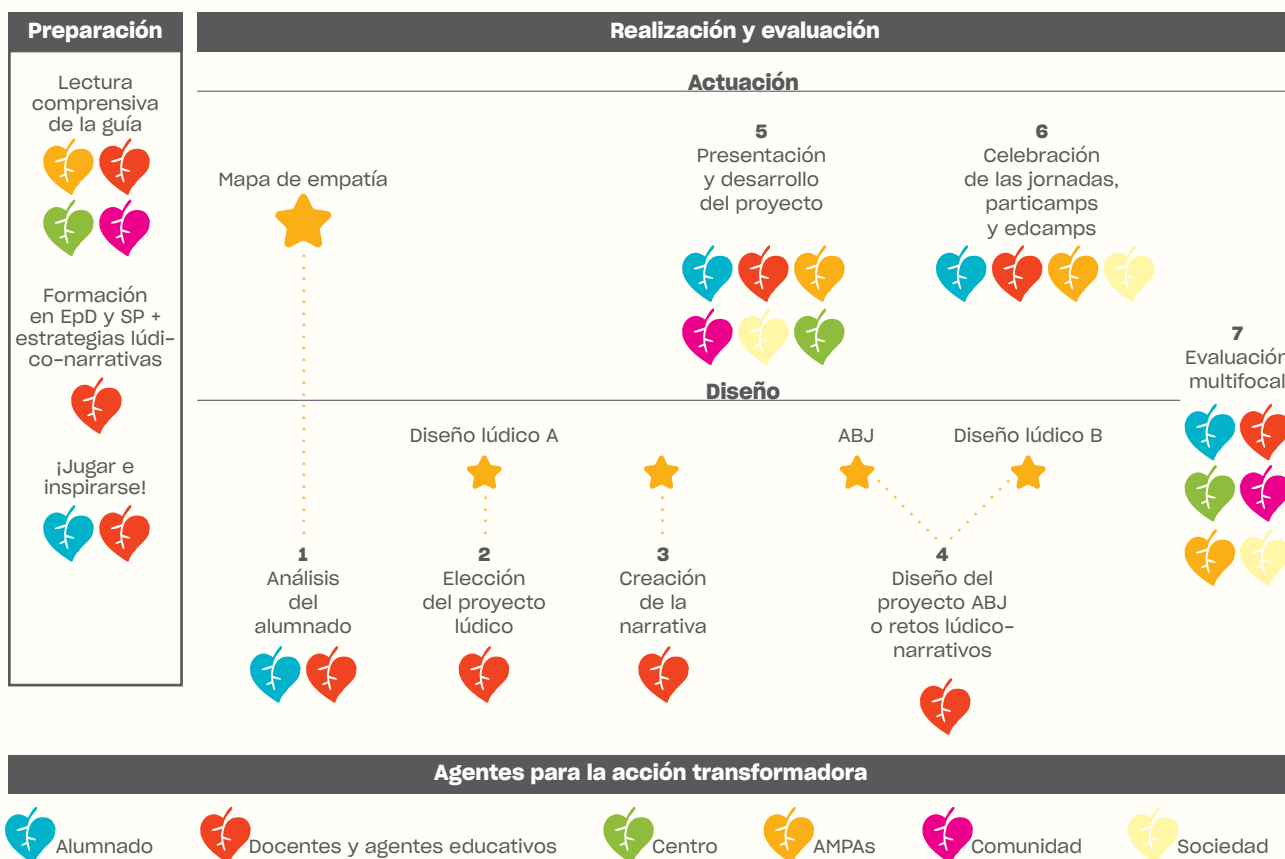 Preparación
Lectura
comprensiva
de la guía
Formación
en EpD y SP +
estrategias lúdi-
co-narrativas
¡Jugar e
inspirarse!
Realización y evaluación
Actuación
Mapa de empatía
5
Presentación
y desarrollo
del proyecto
6
Celebración
de las jornadas,
particamps
y edcamps
7
Evaluación
multifocal
Diseño
Diseño lúdico A
ABJ
Diseño lúdico B
1
Análisis
del
alumnado
2
Elección
del proyecto
lúdico
3
Creación
de la
narrativa
4
Diseño del
proyecto ABJ
o retos lúdico-
narrativos
Agentes para la acción transformadora
Alumnado
Docentes y agentes educativos
Centro
AMPAs
Comunidad
Sociedad